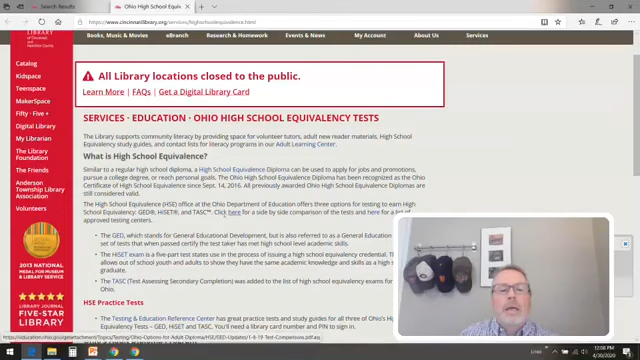 Search Results
Ohio High School Equiv
https://www.cincinnatilibrary.org/services/highschoolequivalence.html
Books, Music & Movies
eBranch
Research & Homework
Events & News
My Account
About Us
Services
of Cincinnati and
Hamilton County
Catalog
Kidspace
Teenspace
MakerSpace
Fifty · Five +
Digital Library
My Librarian
The Library
Foundation
The Friends
Anderson
Township Library
Association
Volunteers
2013 NATIONAL
MEDAL FOR MUSEUM
& LIBRARY
LIBRARY JOURNAL
FIVE-STAR
LIBRARY
All Library locations closed to the public.
Learn More | FAQs | Get a Digital Library Card
SERVICES · EDUCATION · OHIO HIGH SCHOOL EQUIVALENCY TESTS
The Library supports community literacy by providing space for volunteer tutors, adult new reader materials, High School
Equivalency study guides, and contact lists for literacy programs in our Adult Learning Center.
What is High School Equivalence?
Similar to a regular high school diploma, a High School Equivalence Diploma can be used to apply for jobs and promotions,
pursue a college degree, or reach personal goals. The Ohio High School Equivalence Diploma has been recognized as the Ohio
Certificate of High School Equivalence since Sept. 14, 2016. All previously awarded Ohio High School Equivalence Diplomas are
still considered valid.
The High School Equivalence (HSE) office at the Ohio Department of Education offers three options for testing to earn High
School Equivalency: GED®, HiSET®, and TASC™. Click here for a side by side comparison of the tests and here for a list of
approved testing centers.
The GED, which stands for General Educational Development, but is also referred to as a General
set of tests that when passed certify the test taker has met high school level academic skills.
The HiSET exam is a five-part test states use in the process of issuing a high school equivalency credential. Th
allows out of school youth and adults to show they have the same academic knowledge and skills as a high s
graduate.
The TASC (Test Assessing Secondary Completion) was added to the list of high school equivalency exams for
of 2014.
HSE Practice Tests
The Testing & Education Reference Center has great practice tests and study guides for all three of Ohio's Hig
Equivalency Tests – GED, HiSET and TASC. You'll need a library card number and PIN to sign in.
12:08 PM
4/30/2020